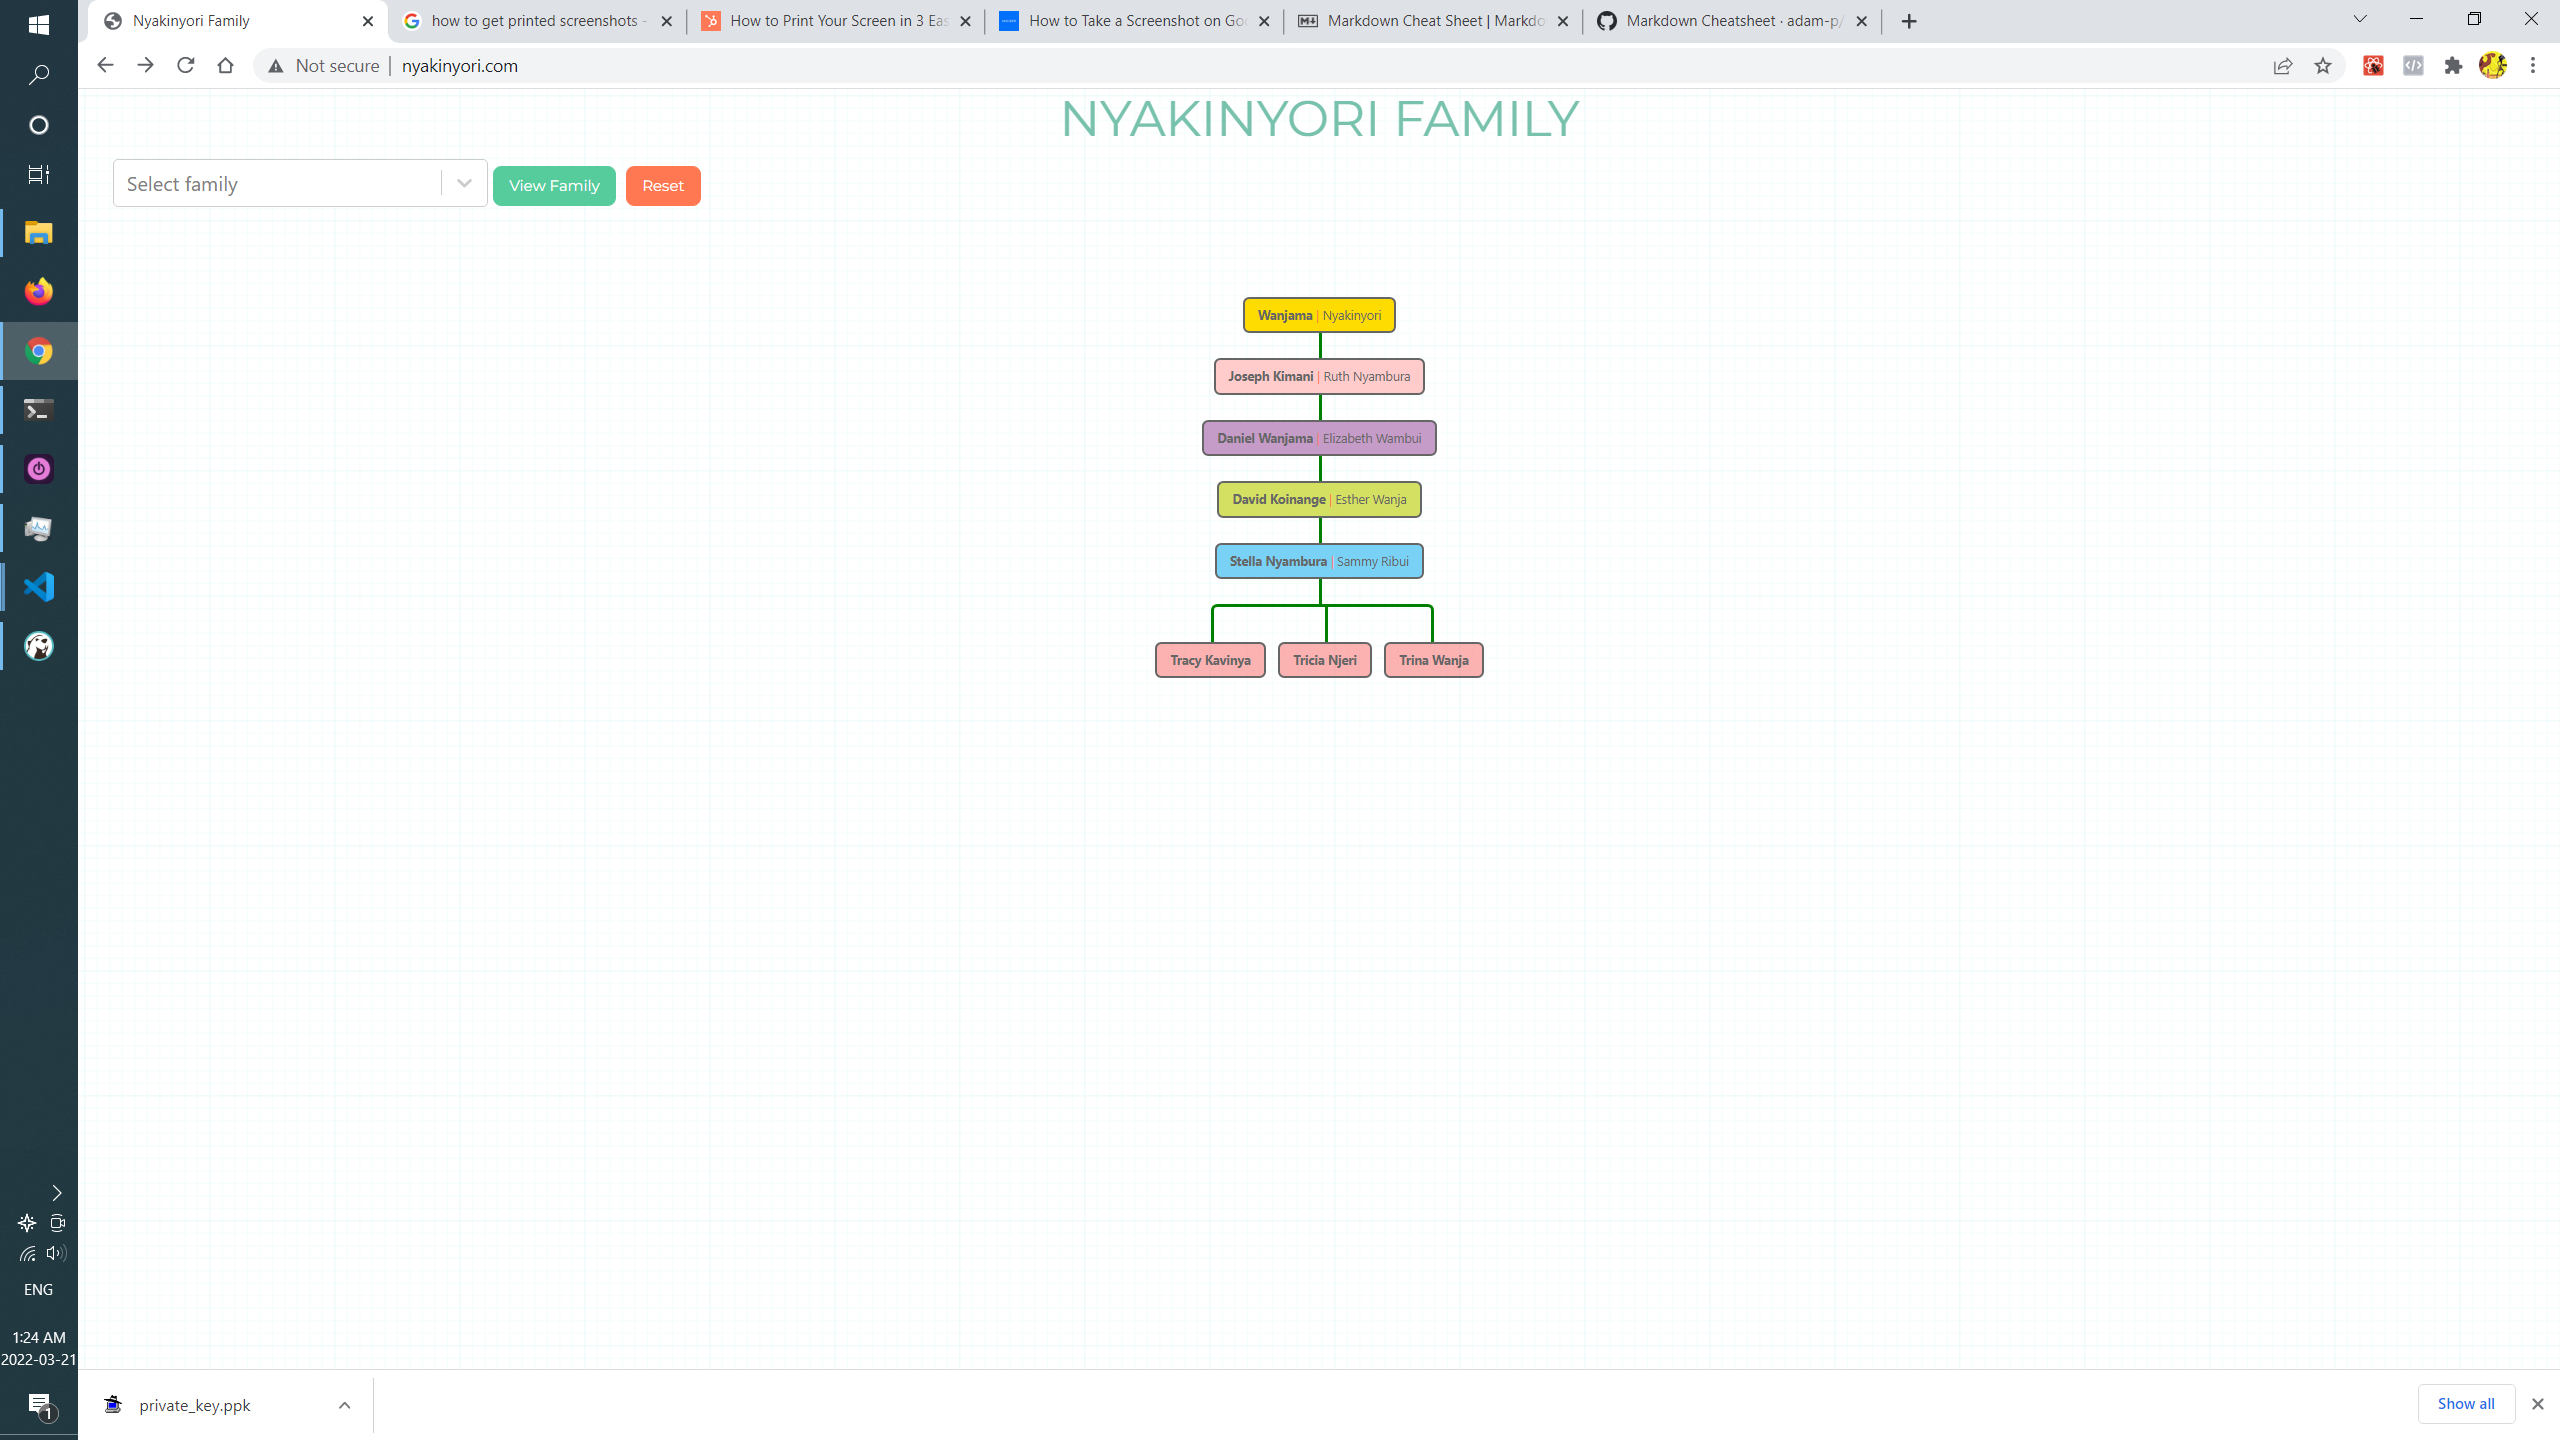 Nyakinyori Family
how to get printed screenshots -
How to Print Your Screen in 3 Eas
How to Take a Screenshot on Goo
Markdown Cheat Sheet | Markdo
Markdown Cheatsheet · adam-p/
Not secure | nyakinyori.com
NYAKINYORI FAMILY
Select family
View Family
Reset
Wanjama | Nyakinyori
Joseph Kimani | Ruth Nyambura
Daniel Wanjama | Elizabeth Wambui
David Koinange | Esther Wanja
Stella Nyambura | Sammy Ribui
Tracy Kavinya
Tricia Njeri
Trina Wanja
ENG
1:24 AM
2022-03-21
1
private_key.ppk
Show all